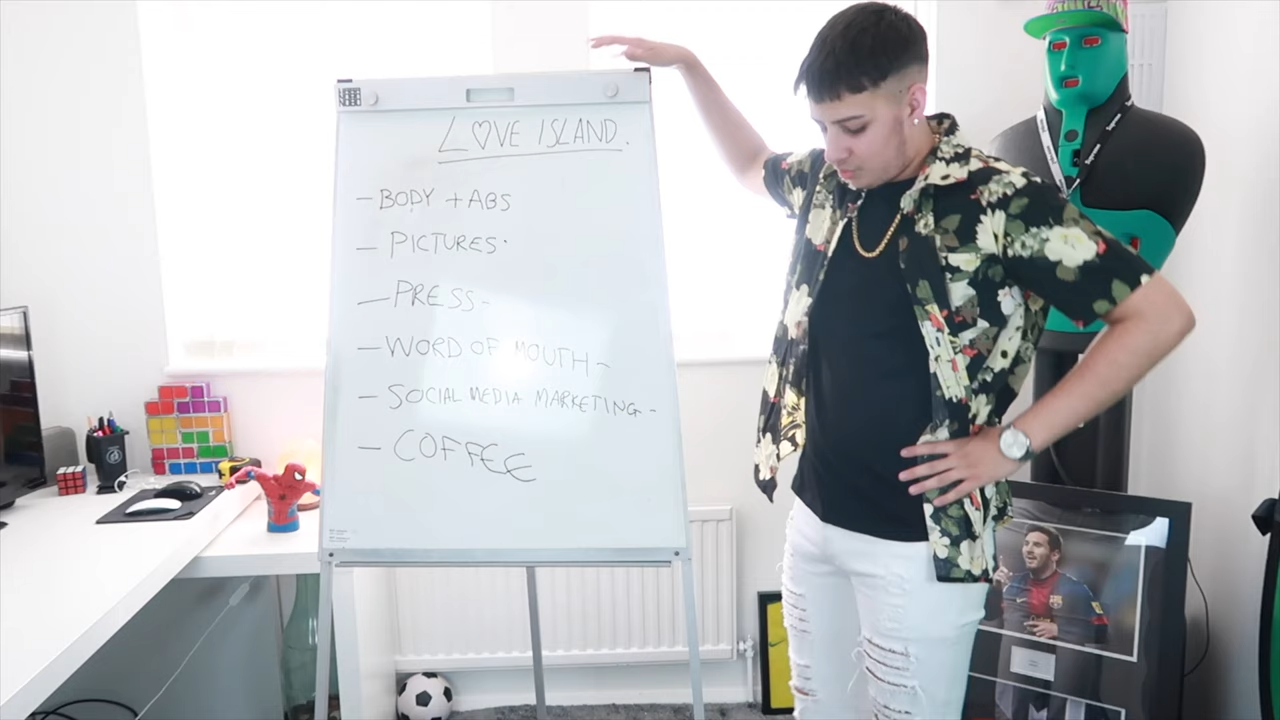 LOVE ISLAND.
- BODY + ABS
- PICTURES
- PRESS -
- WORD OF MOUTH -
- SOCIAL MEDIA MARKETING -
- COFFEE